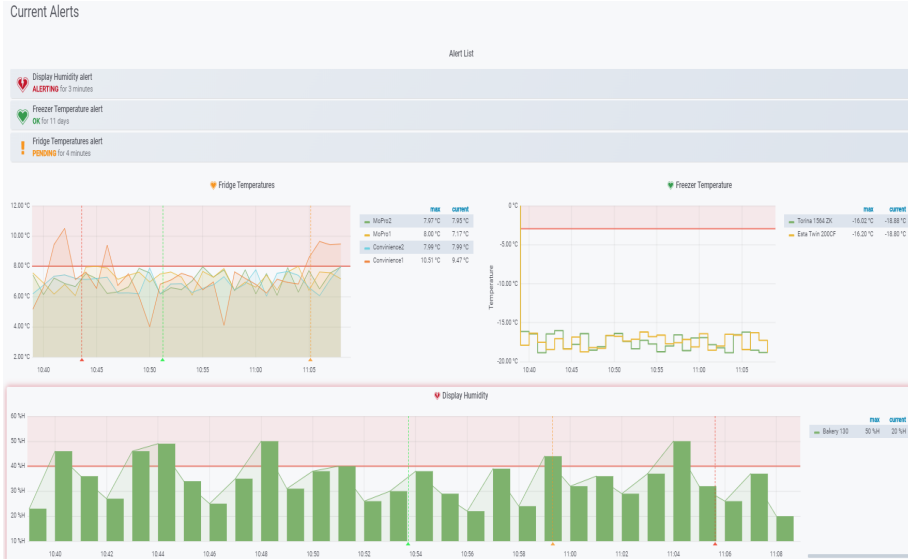 Current Alerts
Alert List
Display Humidity alert
ALERTING for 3 minutes
Freezer Temperature alert
OK for 11 days
Fridge Temperatures alert
PENDING for 4 minutes
Fridge Temperatures
12.00 °C
10.00 °C
8.00 °C
6.00 °C
4.00 °C
2.00 °C
10:40 10:45 10:50 10:55 11:00 11:05
max current
MoPro2 7.97 °C 7.95 °C
MoPro1 8.00 °C 7.17 °C
Convinience2 7.99 °C 7.99 °C
Convinience1 10.51 °C 9.47 °C
Freezer Temperature
Temperature
0 °C
-5.00 °C
-10.00 °C
-15.00 °C
-20.00 °C
10:40 10:45 10:50 10:55 11:00 11:05
max current
Torina 1564 ZK -16.02 °C -18.88 °C
Esta Twin 200CF -16.20 °C -18.80 °C
Display Humidity
60 %H
50 %H
40 %H
30 %H
20 %H
10:40 10:42 10:44 10:46 10:48 10:50 10:52 10:54 10:56 10:58 11:00 11:02 11:04 11:06 11:08
max current
Bakery 130 50 %H 20 %H